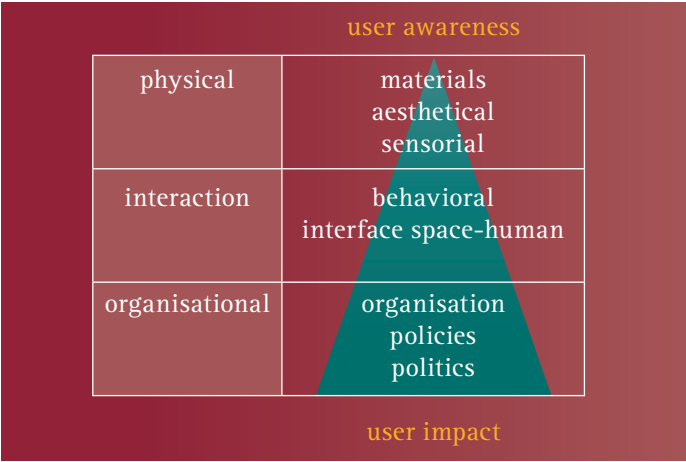 user awareness
physical
materials
aesthetical
sensorial
interaction
behavioral
interface space-human
organisational
organisation
policies
politics
user impact